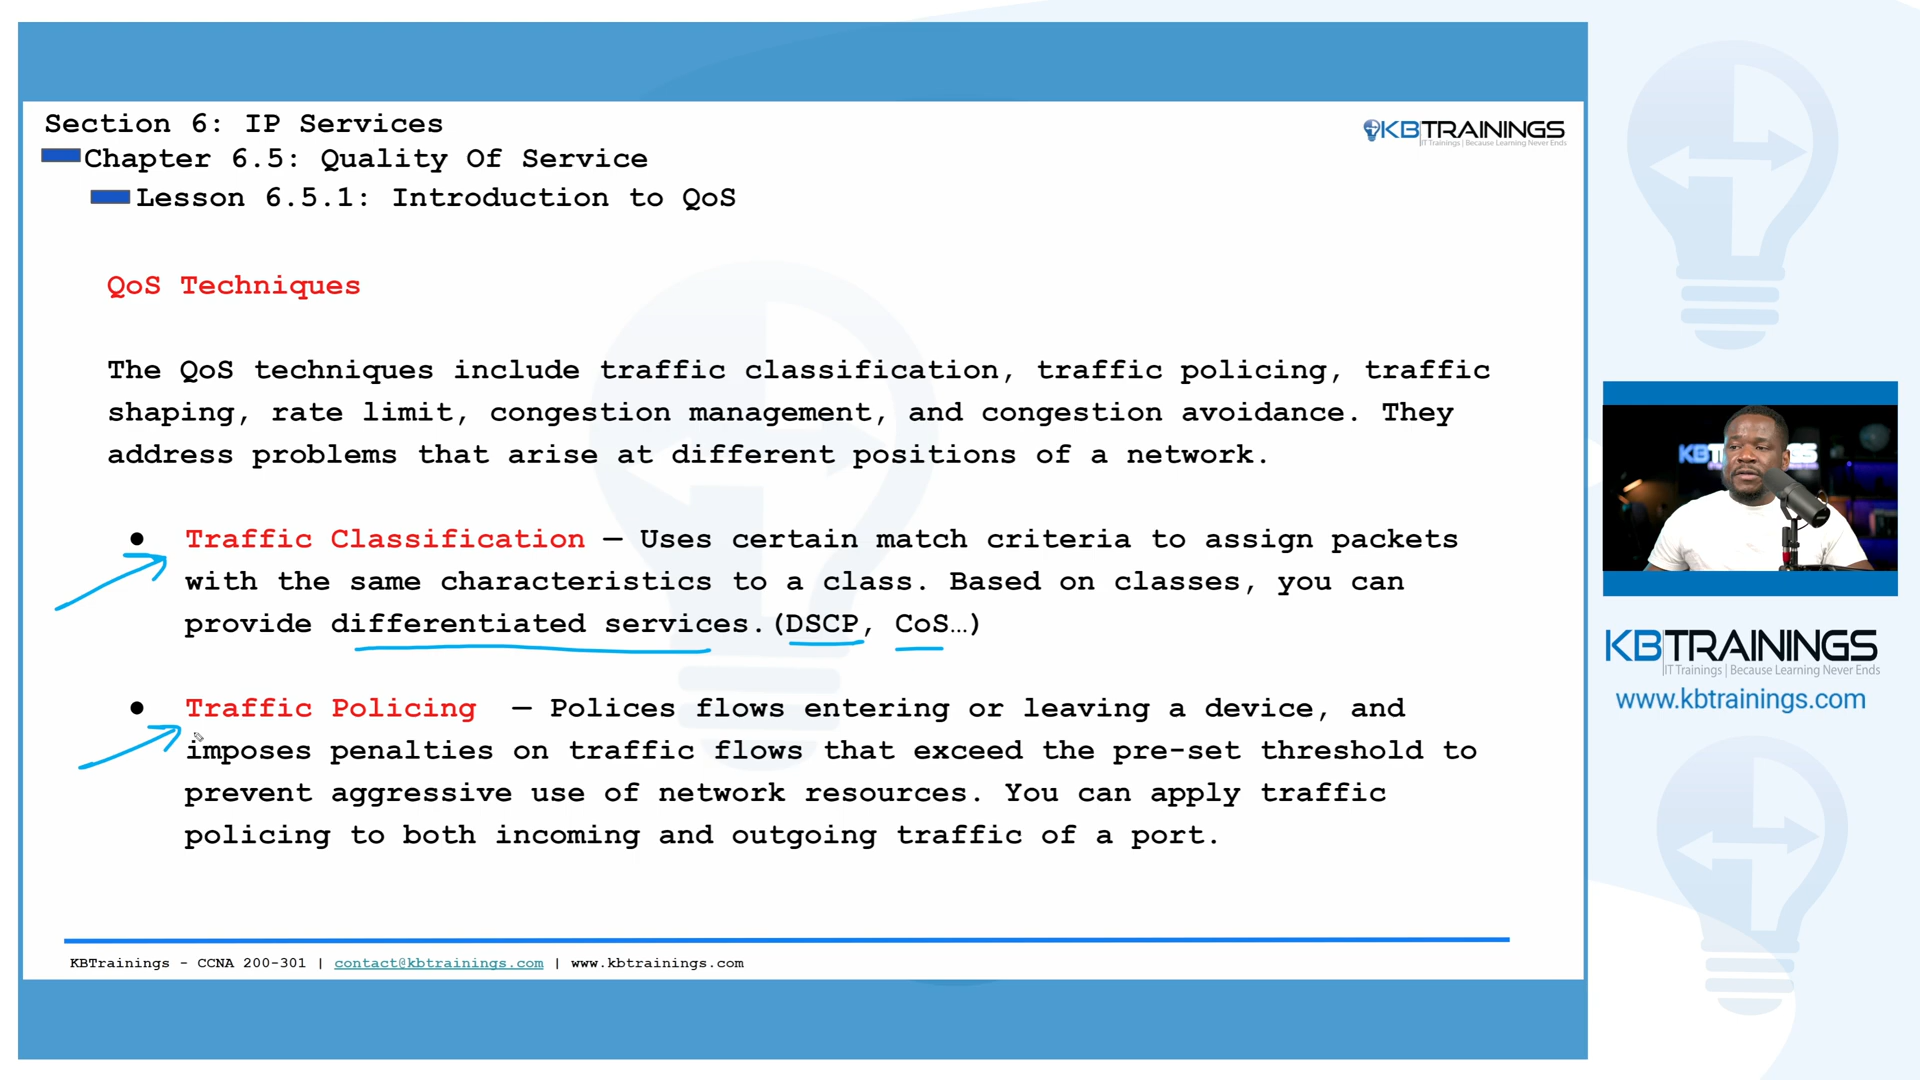 Section 6: IP Services
Chapter 6.5: Quality Of Service
Lesson 6.5.1: Introduction to QoS
KBTRAININGS
IT Trainings | Because Learning Never Ends
QoS Techniques
The QoS techniques include traffic classification, traffic policing, traffic
shaping, rate limit, congestion management, and congestion avoidance. They
address problems that arise at different positions of a network.
● Traffic Classification — Uses certain match criteria to assign packets
with the same characteristics to a class. Based on classes, you can
provide differentiated services.(DSCP, CoS…)
● Traffic Policing — Polices flows entering or leaving a device, and
imposes penalties on traffic flows that exceed the pre-set threshold to
prevent aggressive use of network resources. You can apply traffic
policing to both incoming and outgoing traffic of a port.
KBTrainings - CCNA 200-301 | contact@kbtrainings.com | www.kbtrainings.com
KBTRAININGS
IT Trainings | Because Learning Never Ends
www.kbtrainings.com